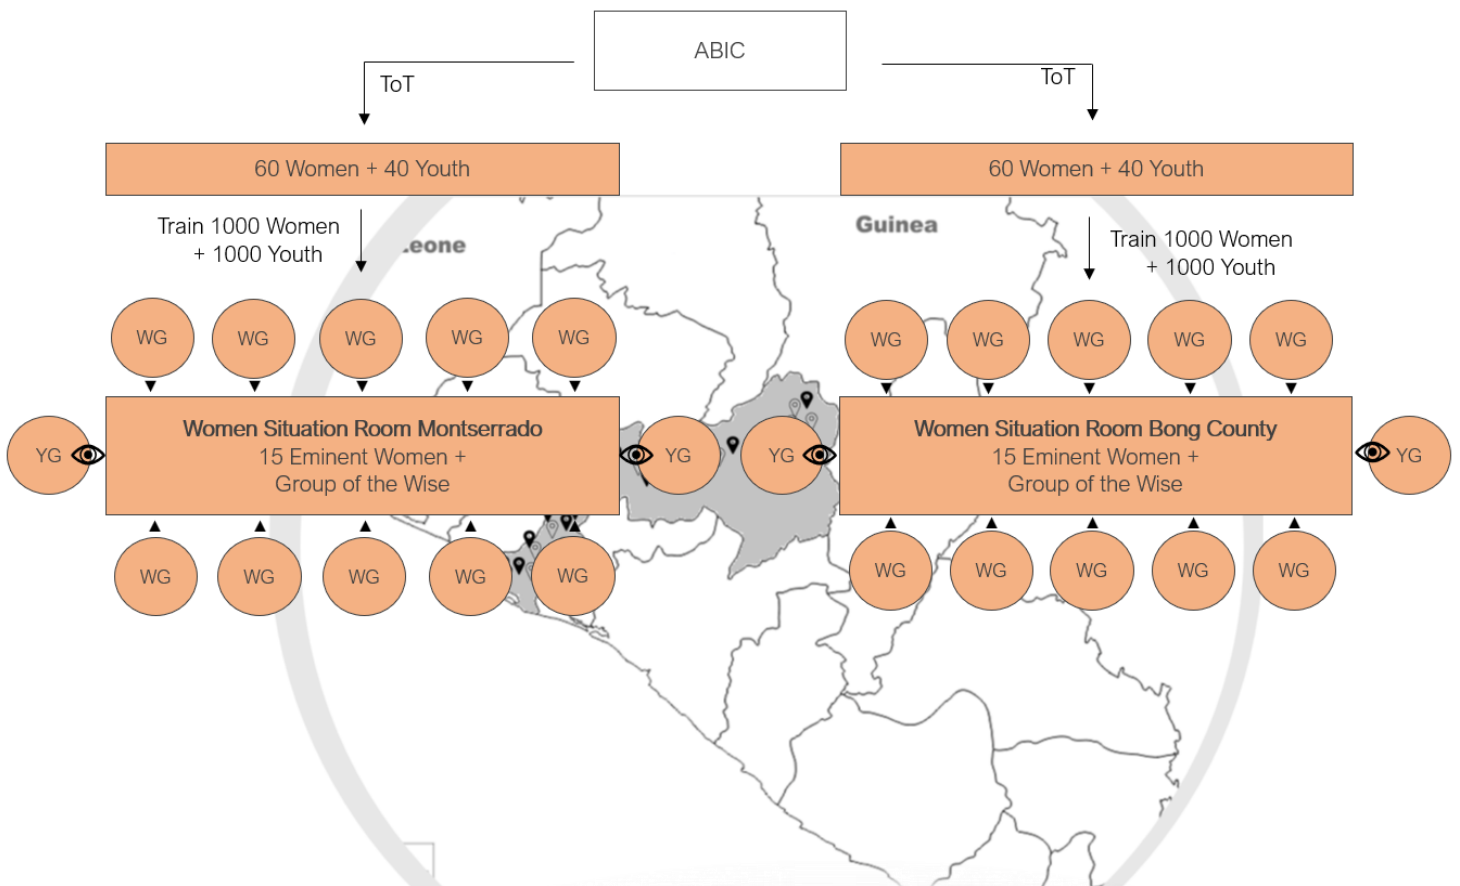 ABIC
ToT
ToT
60 Women + 40 Youth
60 Women + 40 Youth
Train 1000 Women
+ 1000 Youth
Train 1000 Women
+ 1000 Youth
eone
Guinea
WG
WG
WG
WG
WG
WG
WG
WG
WG
WG
YG
Women Situation Room Montserrado
15 Eminent Women +
Group of the Wise
YG
YG
Women Situation Room Bong County
15 Eminent Women +
Group of the Wise
YG
WG
WG
WG
WG
WG
WG
WG
WG
WG
WG